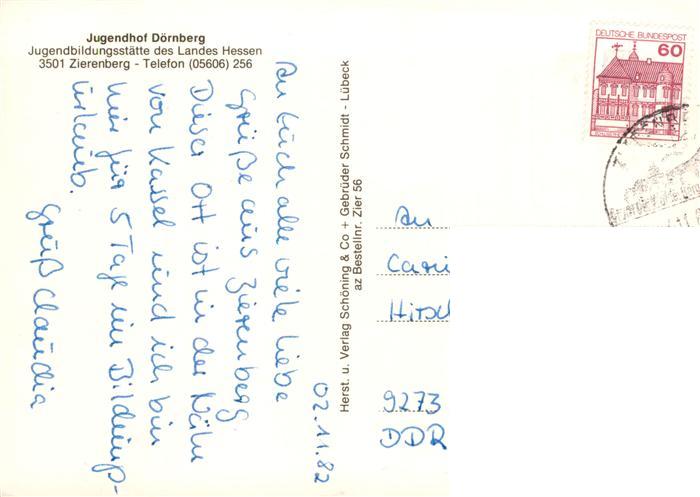 Jugendhof Dörnberg
Jugendbildungsstätte des Landes Hessen
3501 Zierenberg - Telefon (05606) 256
02.11.82
An Euch alle viele liebe
Grüße aus Zierenberg
Dieser Ort ist in der Nähe
von Kassel und ich bin
hier für 5 Tage im Bildungs-
urlaub.
Gruß Claudia
Herst. u. Verlag Schöning & Co + Gebrüder Schmidt - Lübeck
az Bestellnr. Zier 56
DEUTSCHE BUNDESPOST
60
An
Cari
Hirsc
9273
DDR